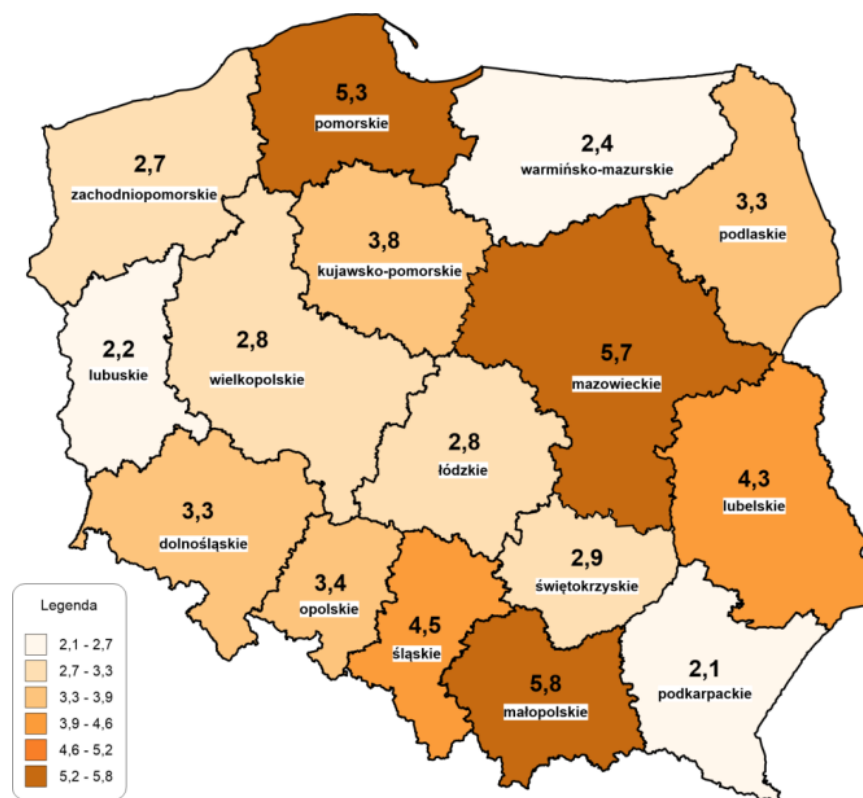 5,3
pomorskie
2,4
warmińsko-mazurskie
2,7
zachodniopomorskie
3,3
podlaskie
3,8
kujawsko-pomorskie
2,2
lubuskie
2,8
wielkopolskie
5,7
mazowieckie
2,8
łódzkie
4,3
lubelskie
3,3
dolnośląskie
2,9
świętokrzyskie
3,4
opolskie
4,5
śląskie
5,8
małopolskie
2,1
podkarpackie
Legenda
2,1 - 2,7
2,7 - 3,3
3,3 - 3,9
3,9 - 4,6
4,6 - 5,2
5,2 - 5,8